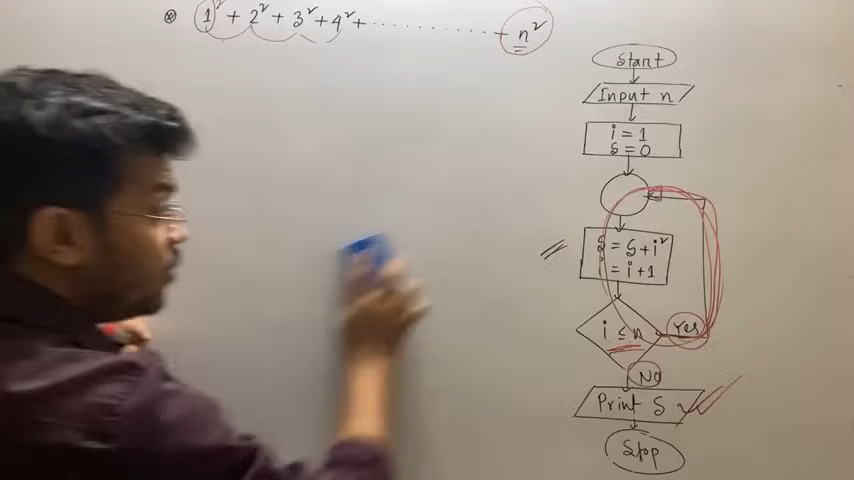 ⊛ 1² + 2² + 3² + 4² + ............ + n²
Start
Input n
i = 1
s = 0
s = s + i²
i = i + 1
i ≤ n
Yes
No
Print s
Stop